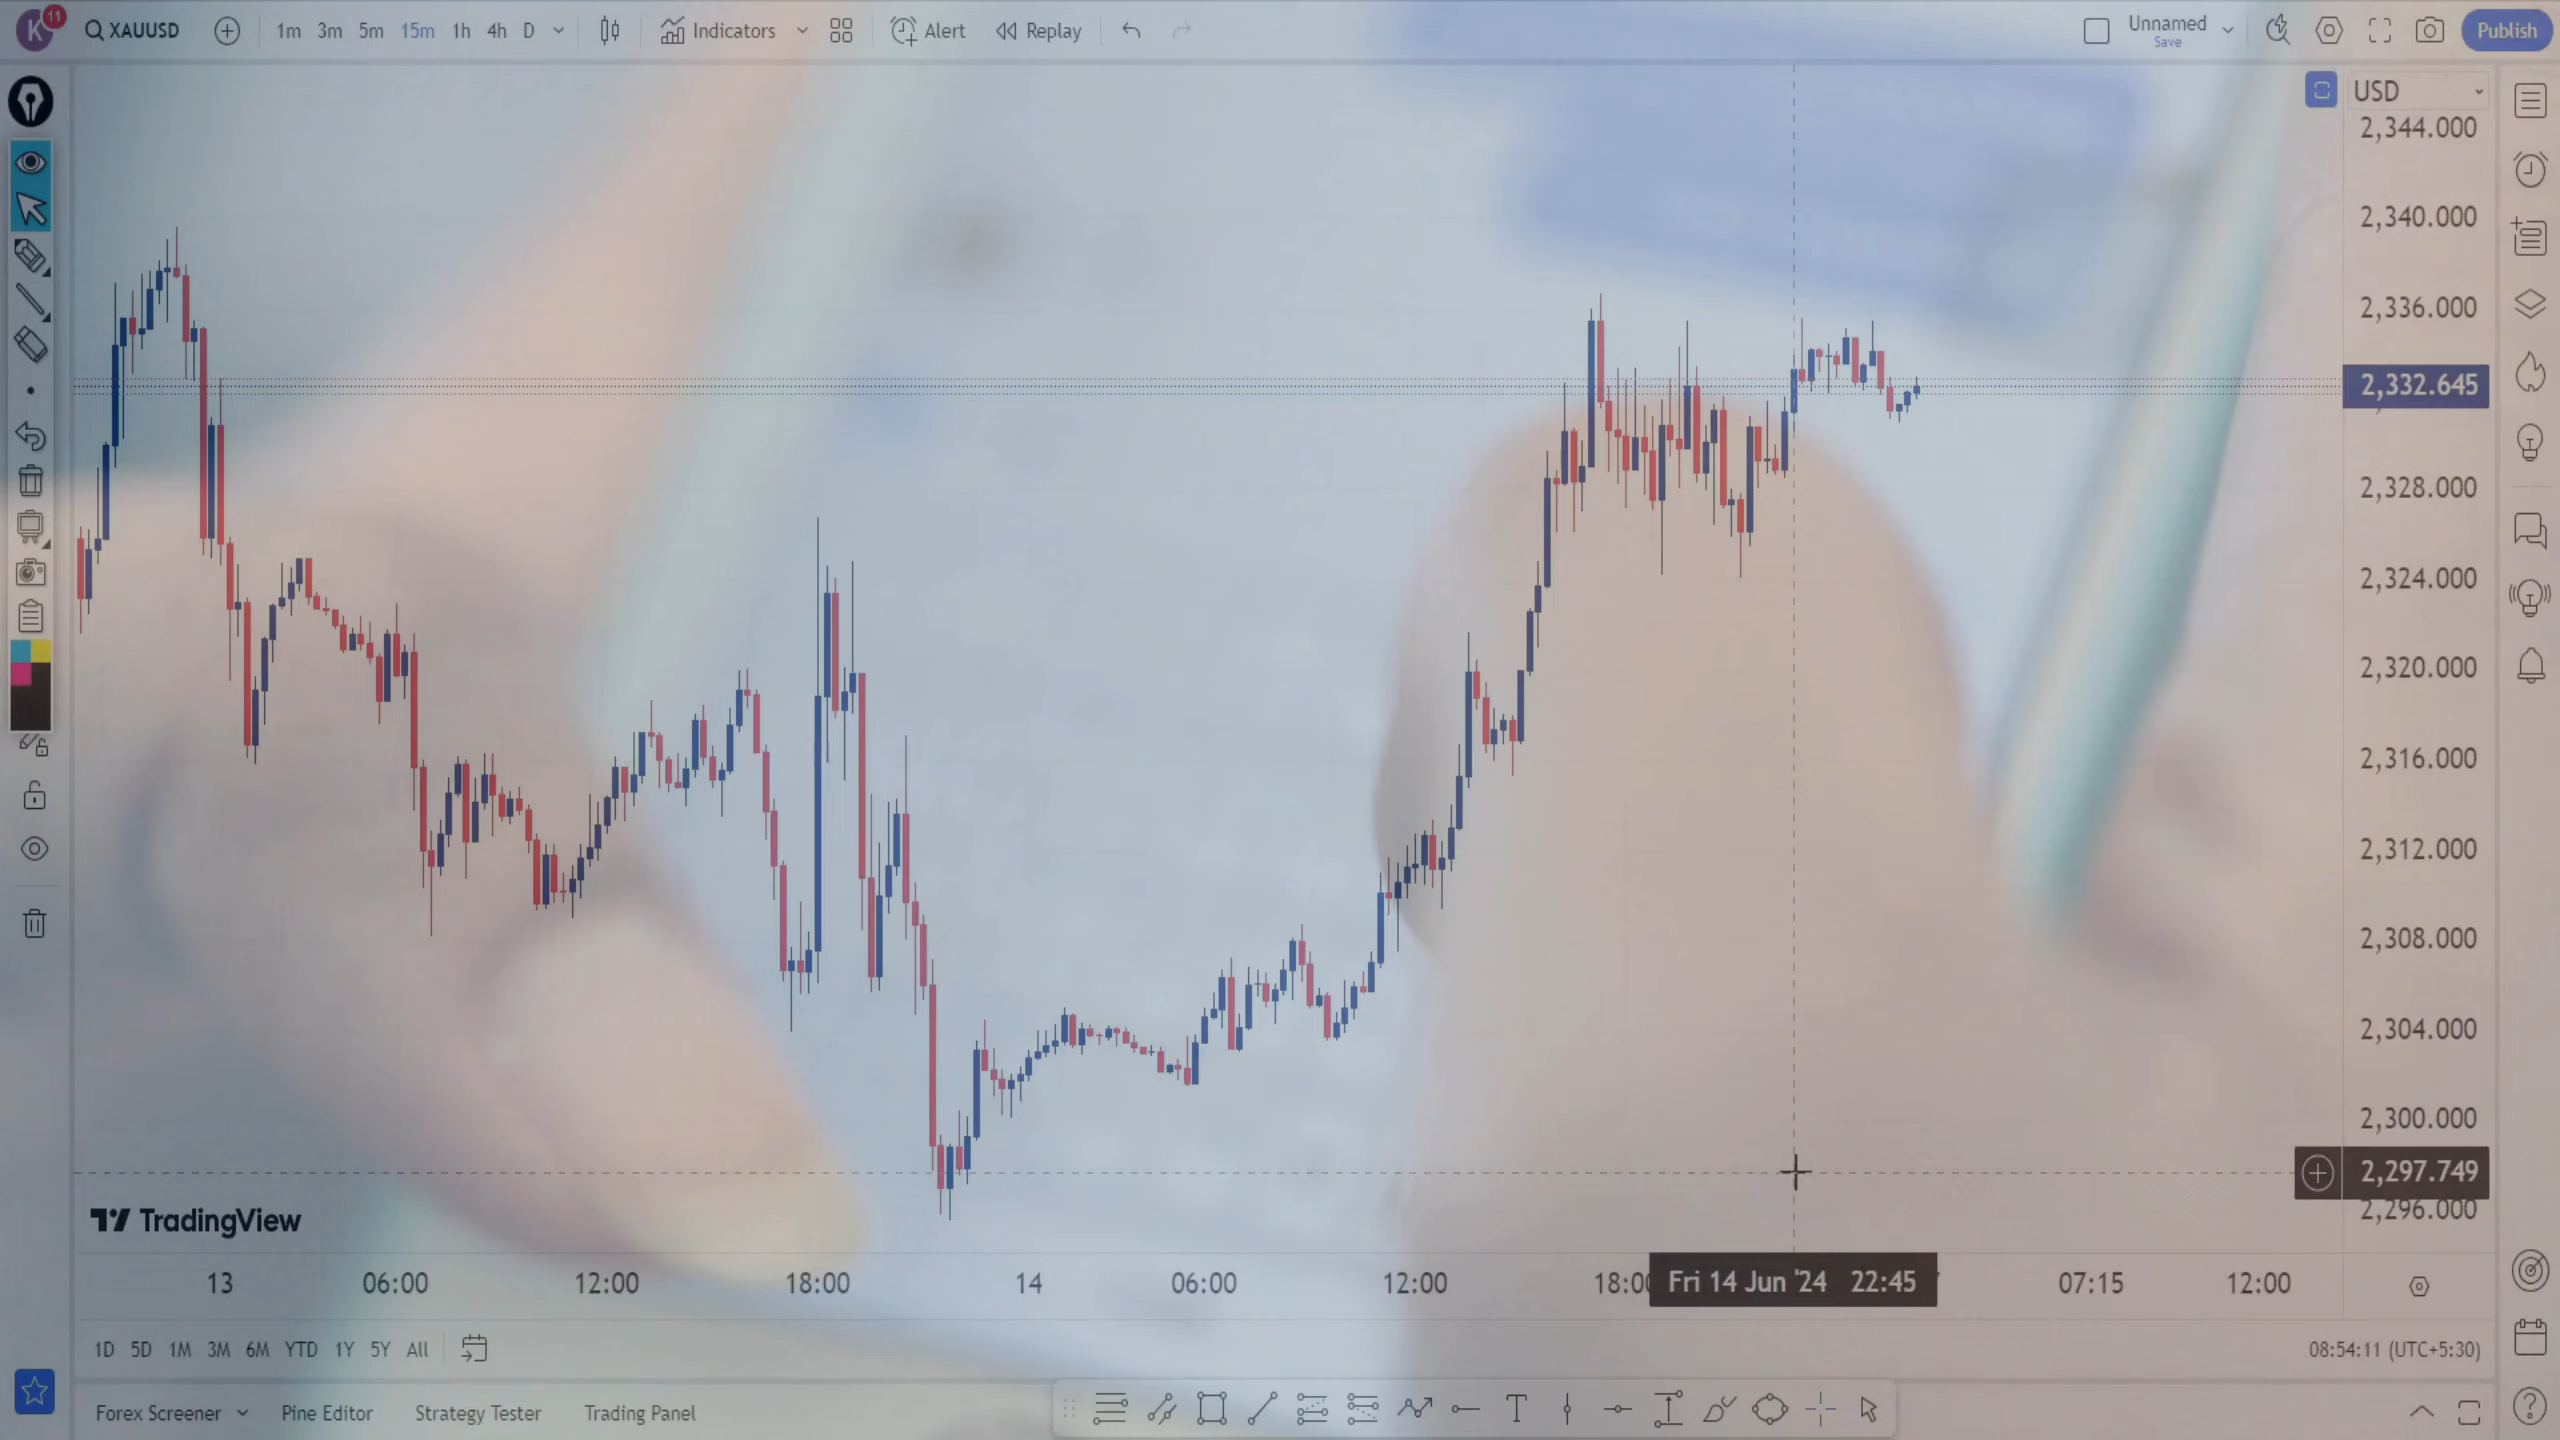 K 11 XAUUSD 1m 3m 5m 15m 1h 4h D Indicators Alert Replay Unnamed Save Publish
USD
2,344.000
2,340.000
2,336.000
2,332.645
2,328.000
2,324.000
2,320.000
2,316.000
2,312.000
2,308.000
2,304.000
2,300.000
2,297.749
2,296.000
TradingView
13 06:00 12:00 18:00 14 06:00 12:00 18:00 Fri 14 Jun '24 22:45 07:15 12:00
1D 5D 1M 3M 6M YTD 1Y 5Y All 08:54:11 (UTC+5:30)
Forex Screener Pine Editor Strategy Tester Trading Panel